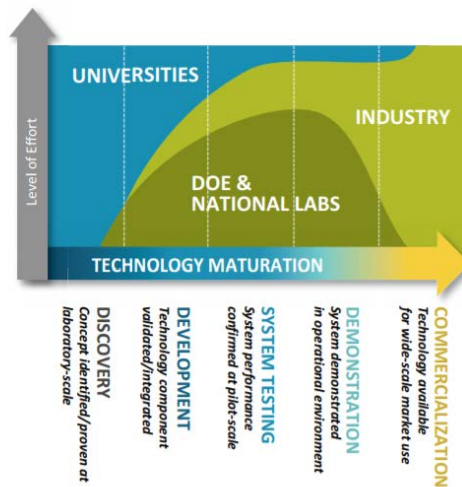 Level of Effort
UNIVERSITIES
INDUSTRY
DOE &
NATIONAL LABS
TECHNOLOGY MATURATION
DISCOVERY
Concept identified/proven at
laboratory-scale
DEVELOPMENT
Technology component
validated/integrated
SYSTEM TESTING
System performance
confirmed at pilot-scale
DEMONSTRATION
System demonstrated
in operational environment
COMMERCIALIZATION
Technology available
for wide-scale market use